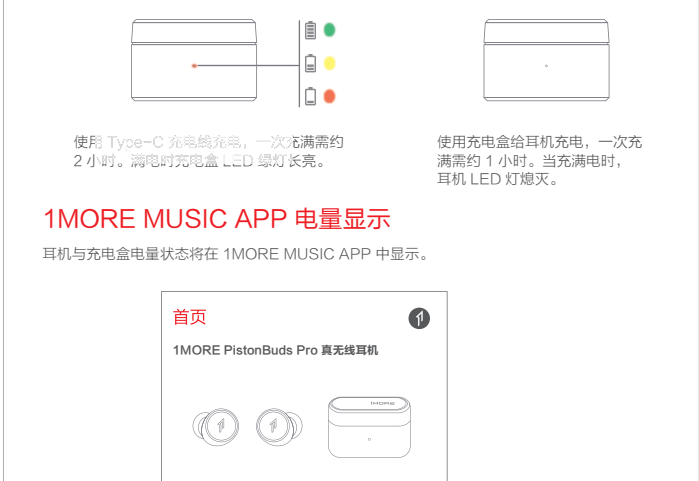 使用 Type-C 充电线充电，一次充满需约
2 小时。满电时充电盒 LED 绿灯长亮。
使用充电盒给耳机充电，一次充
满需约 1 小时。当充满电时，
耳机 LED 灯熄灭。
1MORE MUSIC APP 电量显示
耳机与充电盒电量状态将在 1MORE MUSIC APP 中显示。
首页
1MORE PistonBuds Pro 真无线耳机
1MORE